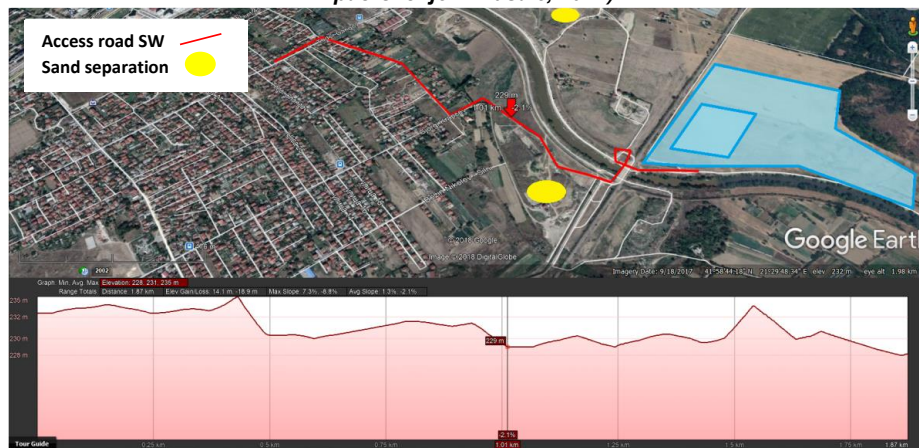 Access road SW
Sand separation
229 m
1.01 km -2.1%
© 2018 Google
Image © 2018 DigitalGlobe
Google Eart
2002
Imagery Date: 9/18/2017 41°58'44.18" N 21°29'48.34" E elev 232 m eye alt 1.98 km
Graph: Min, Avg, Max Elevation: 228, 231, 235 m
Range Totals: Distance: 1.87 km Elev Gain/Loss: 14.1 m, -18.9 m Max Slope: 7.3%, -8.8% Avg Slope: 1.3%, -2.1%
235 m
232 m
230 m
228 m
229 m
-2.1%
Tour Guide
0.25 km 0.5 km 0.75 km 1.01 km 1.25 km 1.5 km 1.75 km 1.87 km